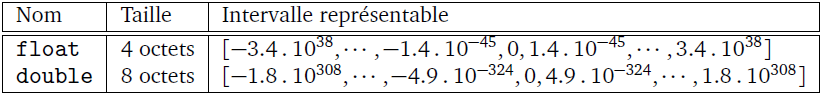 Nom Taille Intervalle représentable
float 4 octets [−3.4 . 10^38, ⋯ , −1.4 . 10^−45, 0, 1.4 . 10^−45, ⋯ , 3.4 . 10^38]
double 8 octets [−1.8 . 10^308, ⋯ , −4.9 . 10^−324, 0, 4.9 . 10^−324, ⋯ , 1.8 . 10^308]